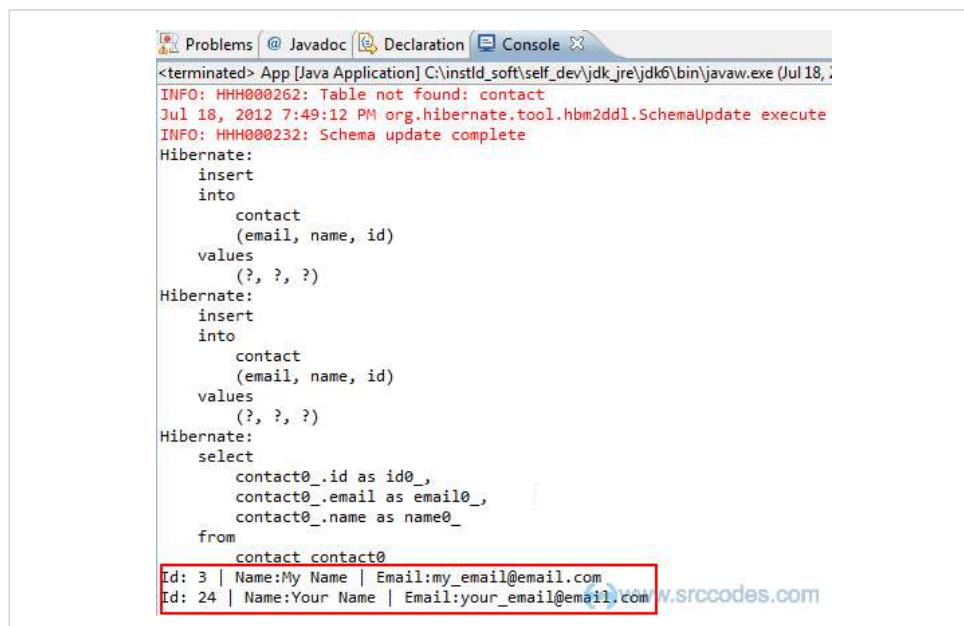 Problems @ Javadoc Declaration Console
<terminated> App [Java Application] C:\instld_soft\self_dev\jdk_jre\jdk6\bin\javaw.exe (Jul 18, 
INFO: HHH000262: Table not found: contact
Jul 18, 2012 7:49:12 PM org.hibernate.tool.hbm2ddl.SchemaUpdate execute
INFO: HHH000232: Schema update complete
Hibernate:
    insert
    into
        contact
        (email, name, id)
    values
        (?, ?, ?)
Hibernate:
    insert
    into
        contact
        (email, name, id)
    values
        (?, ?, ?)
Hibernate:
    select
        contact0_.id as id0_,
        contact0_.email as email0_,
        contact0_.name as name0_
    from
        contact contact0
Id: 3 | Name:My Name | Email:my_email@email.com
Id: 24 | Name:Your Name | Email:your_email@email.com
www.srccodes.com